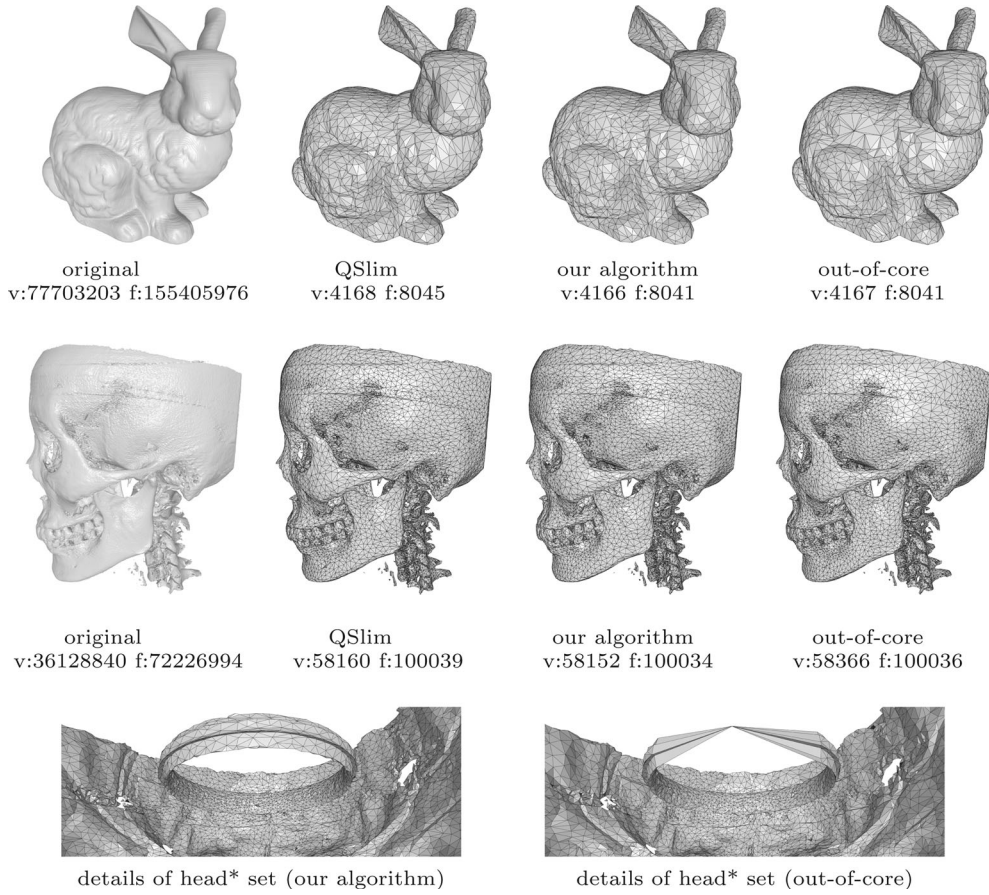 original
v:77703203 f:155405976
QSlim
v:4168 f:8045
our algorithm
v:4166 f:8041
out-of-core
v:4167 f:8041
original
v:36128840 f:72226994
QSlim
v:58160 f:100039
our algorithm
v:58152 f:100034
out-of-core
v:58366 f:100036
details of head* set (our algorithm)
details of head* set (out-of-core)